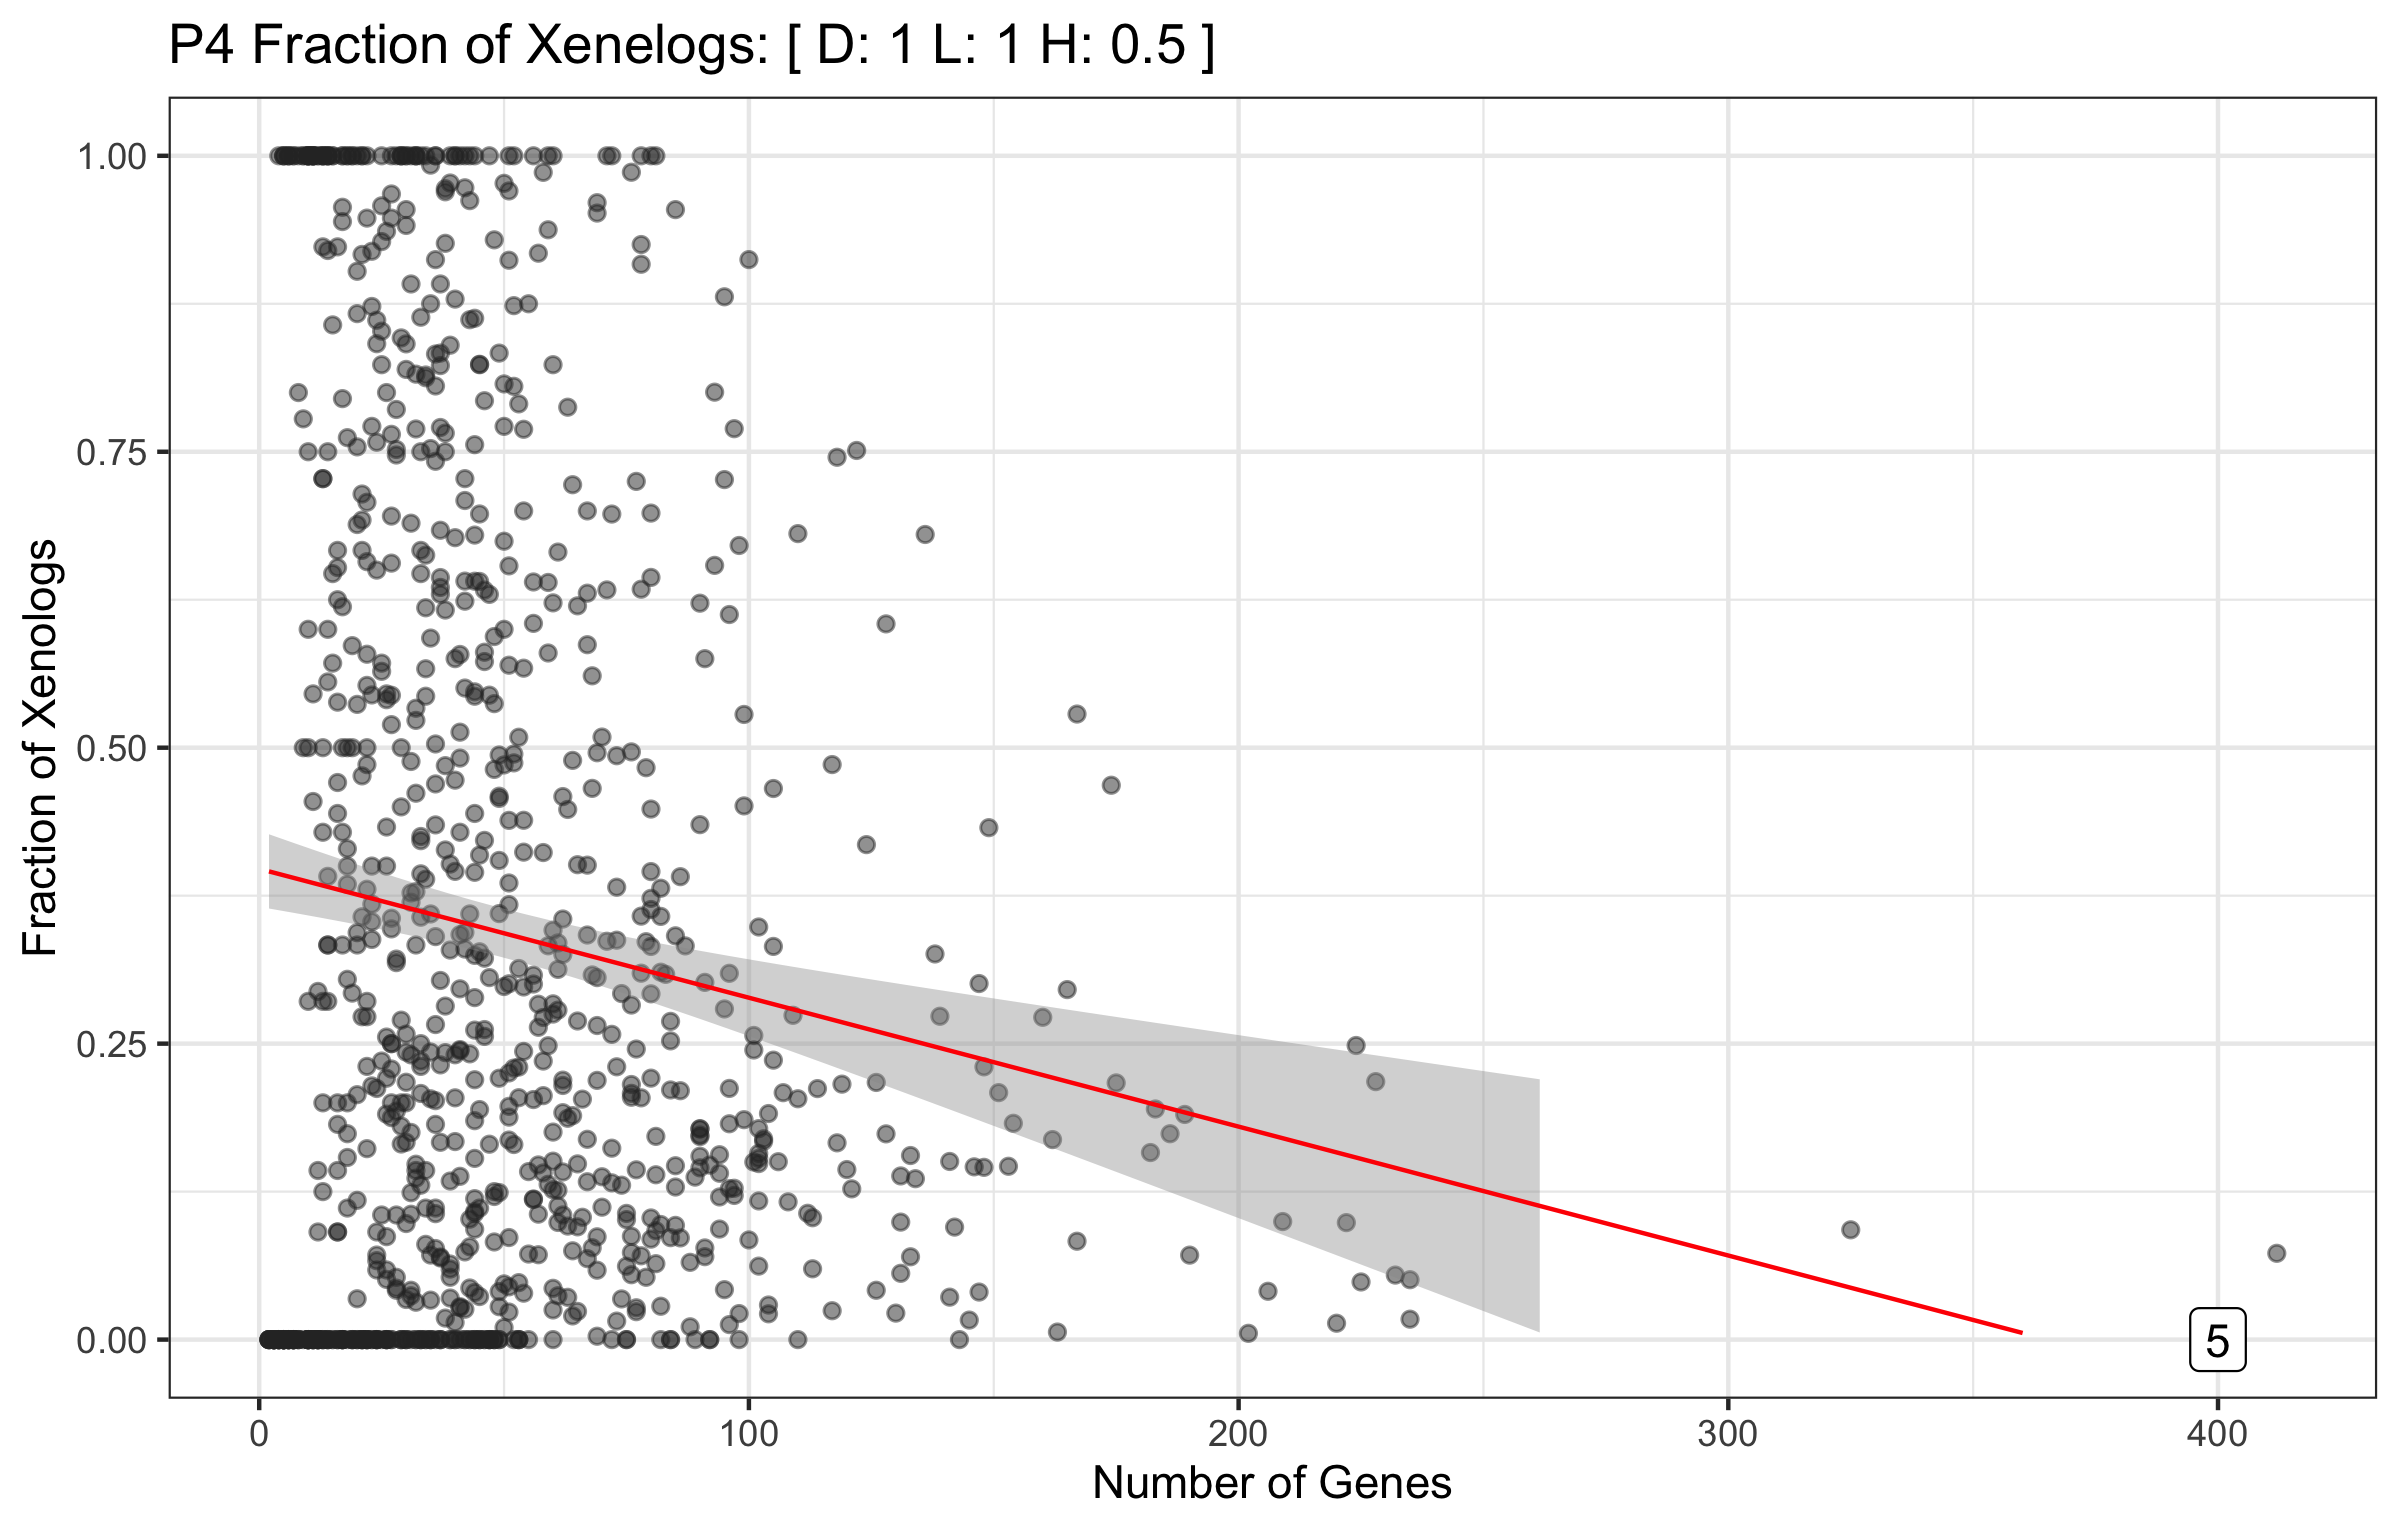 P4 Fraction of Xenelogs: [ D: 1 L: 1 H: 0.5 ]
Fraction of Xenologs
1.00
0.75
0.50
0.25
0.00
5
0 100 200 300 400
Number of Genes